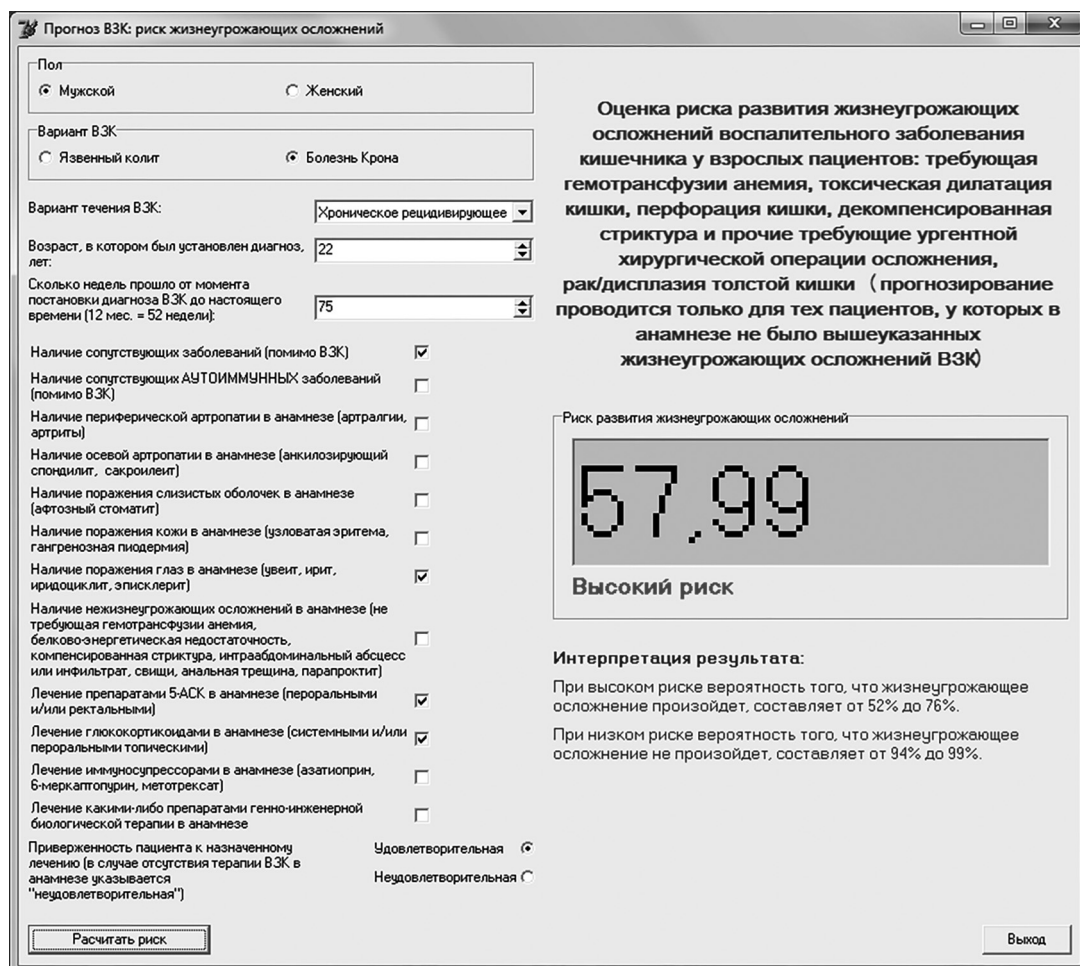 Прогноз ВЗК: риск жизнеугрожающих осложнений
Пол
Мужской
Женский
Вариант ВЗК
Язвенный колит
Болезнь Крона
Вариант течения ВЗК:
Хроническое рецидивирующее
Возраст, в котором был установлен диагноз,
лет:
22
Сколько недель прошло от момента
постановки диагноза ВЗК до настоящего
времени (12 мес. = 52 недели):
75
Наличие сопутствующих заболеваний (помимо ВЗК)
Наличие сопутствующих АУТОИММУННЫХ заболеваний
(помимо ВЗК)
Наличие периферической артропатии в анамнезе (артралгии,
артриты)
Наличие осевой артропатии в анамнезе (анкилозирующий
спондилит, сакроилеит)
Наличие поражения слизистых оболочек в анамнезе
(афтозный стоматит)
Наличие поражения кожи в анамнезе (узловатая эритема,
гангренозная пиодермия)
Наличие поражения глаз в анамнезе (увеит, ирит,
иридоциклит, эписклерит)
Наличие нежизнеугрожающих осложнений в анамнезе (не
требующая гемотрансфузии анемия,
белково-энергетическая недостаточность,
компенсированная стриктура, интраабдоминальный абсцесс
или инфильтрат, свищи, анальная трещина, парапроктит)
Лечение препаратами 5-АСК в анамнезе (пероральными
и/или ректальными)
Лечение глюкокортикоидами в анамнезе (системными и/или
пероральными топическими)
Лечение иммуносупрессорами в анамнезе (азатиоприн,
6-меркаптопурин, метотрексат)
Лечение какими-либо препаратами генно-инженерной
биологической терапии в анамнезе
Приверженность пациента к назначенному
лечению (в случае отсутствия терапии ВЗК в
анамнезе указывается
"неудовлетворительная")
Удовлетворительная
Неудовлетворительная
Расчитать риск
Оценка риска развития жизнеугрожающих
осложнений воспалительного заболевания
кишечника у взрослых пациентов: требующая
гемотрансфузии анемия, токсическая дилатация
кишки, перфорация кишки, декомпенсированная
стриктура и прочие требующие ургентной
хирургической операции осложнения,
рак/дисплазия толстой кишки (прогнозирование
проводится только для тех пациентов, у которых в
анамнезе не было вышеуказанных
жизнеугрожающих осложнений ВЗК)
Риск развития жизнеугрожающих осложнений
57,99
Высокий риск
Интерпретация результата:
При высоком риске вероятность того, что жизнеугрожающее
осложнение произойдет, составляет от 52% до 76%.
При низком риске вероятность того, что жизнеугрожающее
осложнение не произойдет, составляет от 94% до 99%.
Выход